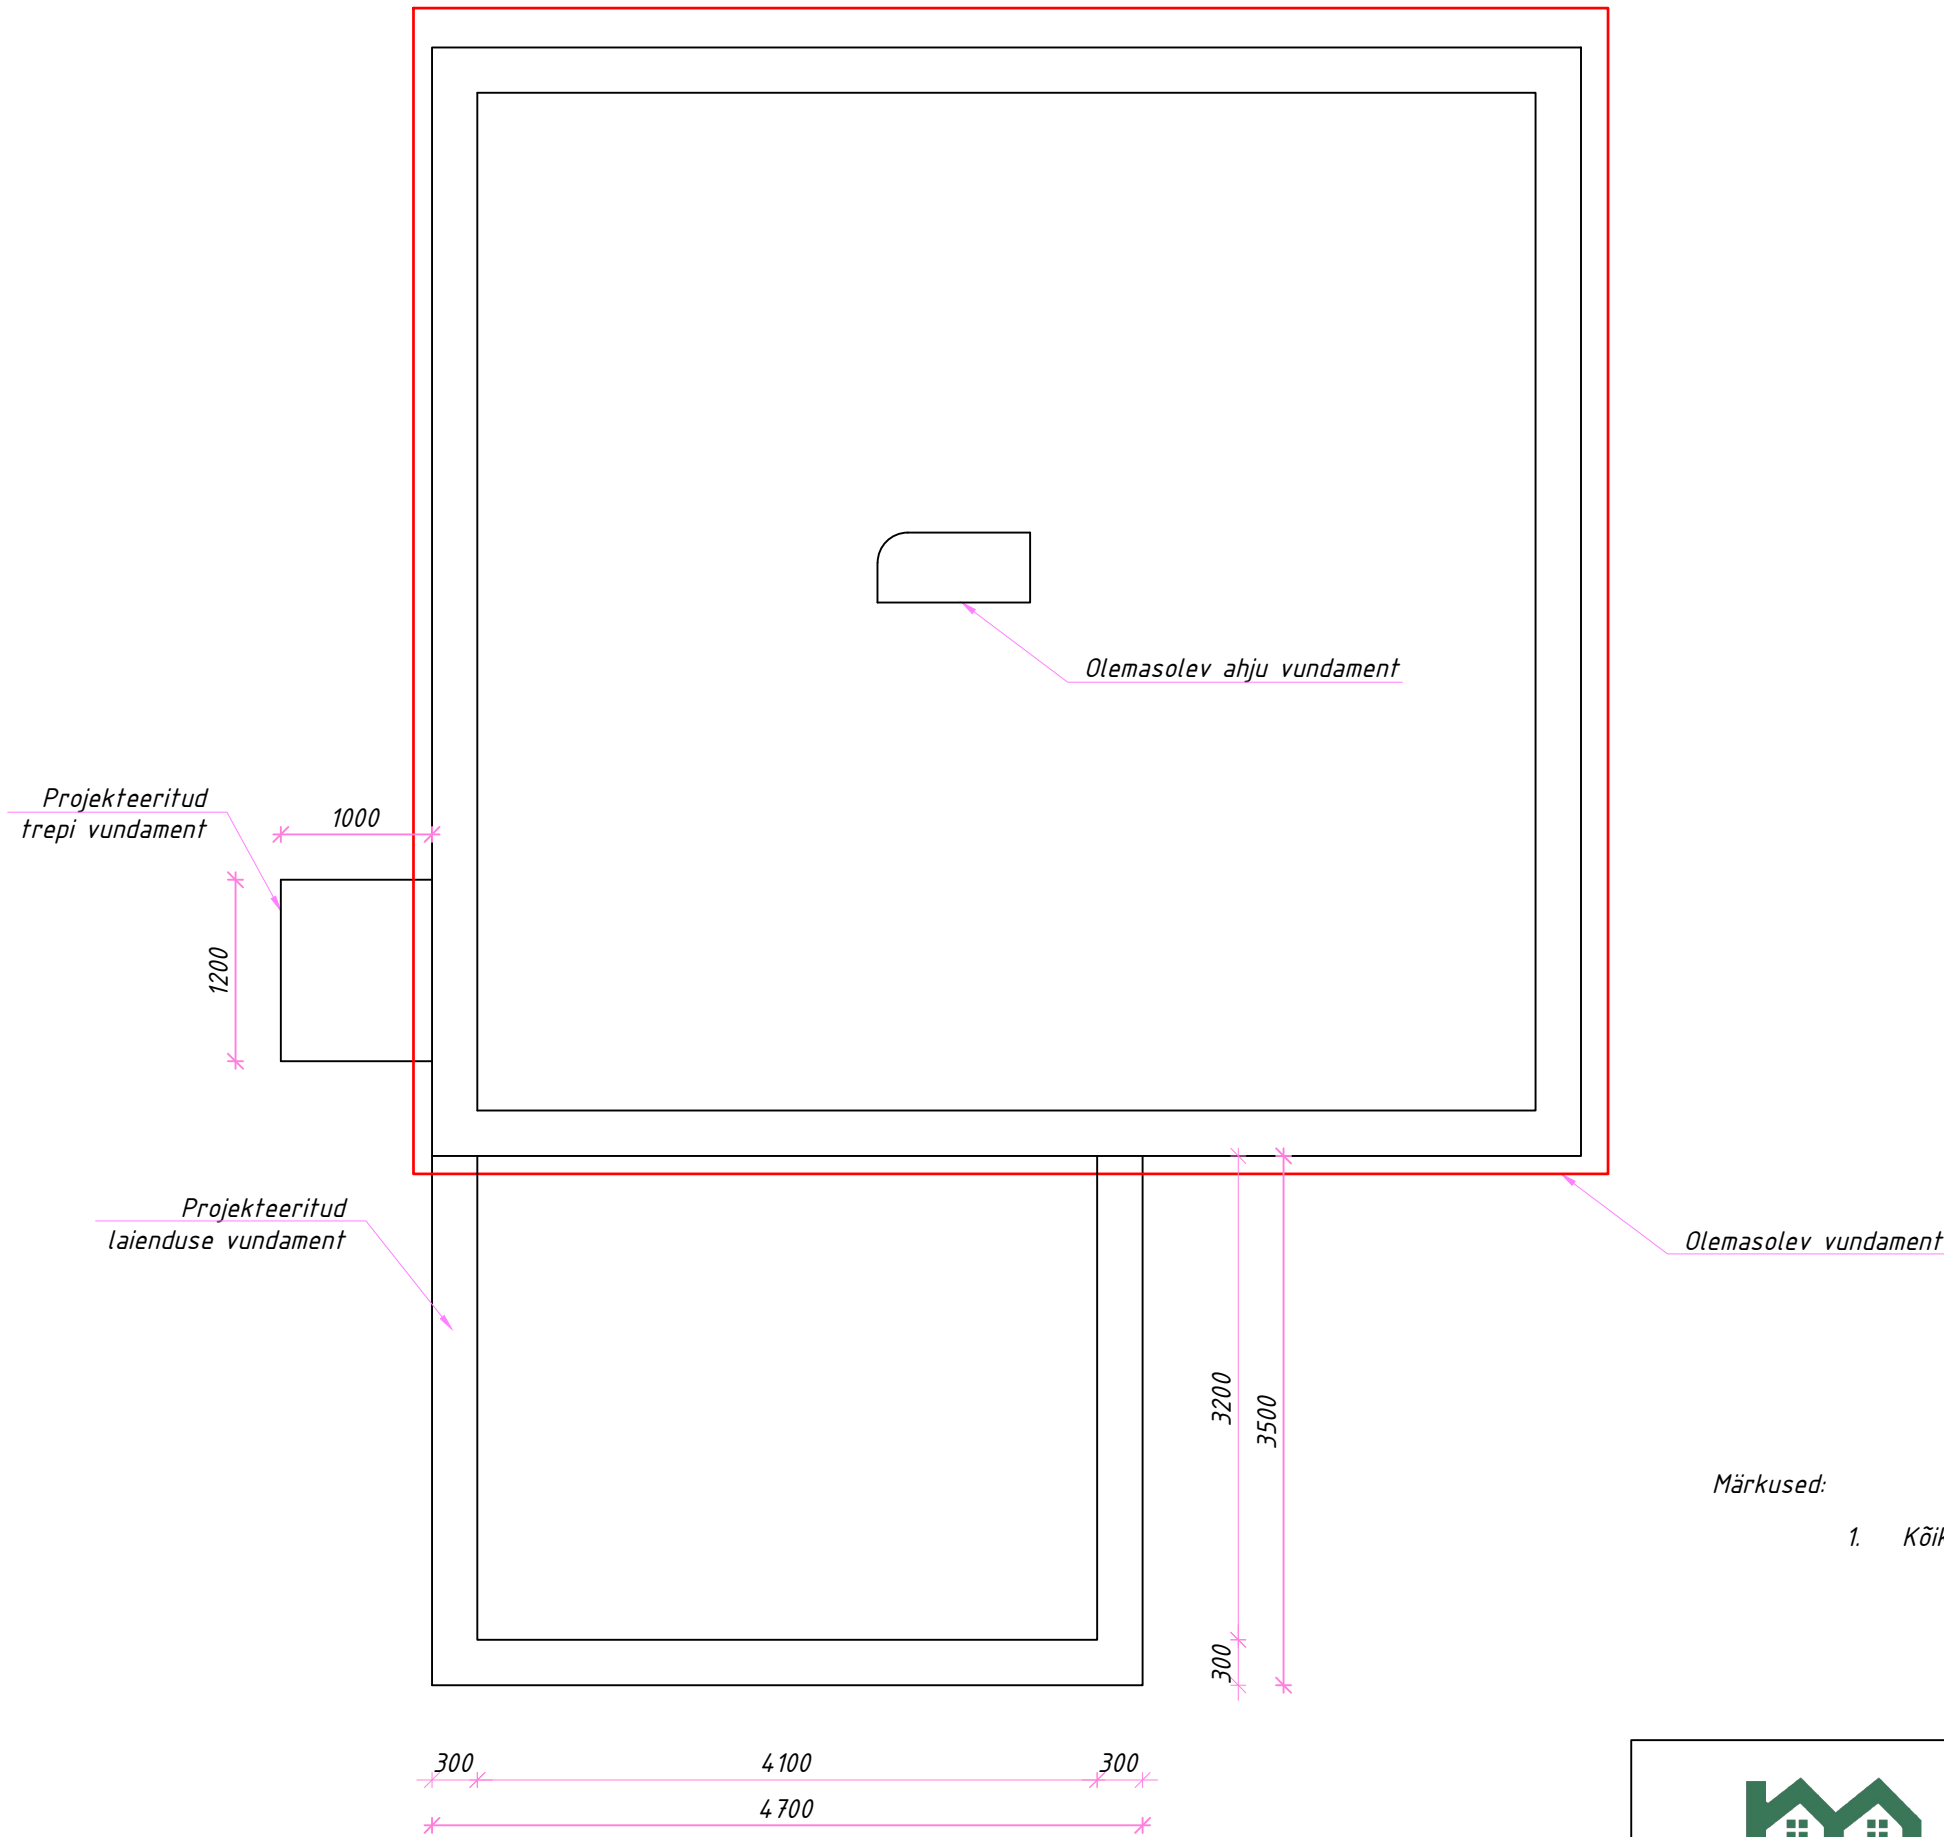 Olemasolev ahju vundament
Projekteeritud
trepi vundament
1000
1200
Projekteeritud
laienduse vundament
Olemasolev vundament
3200
3500
300
Märkused:
1. Kõik
300 4100 300
4700